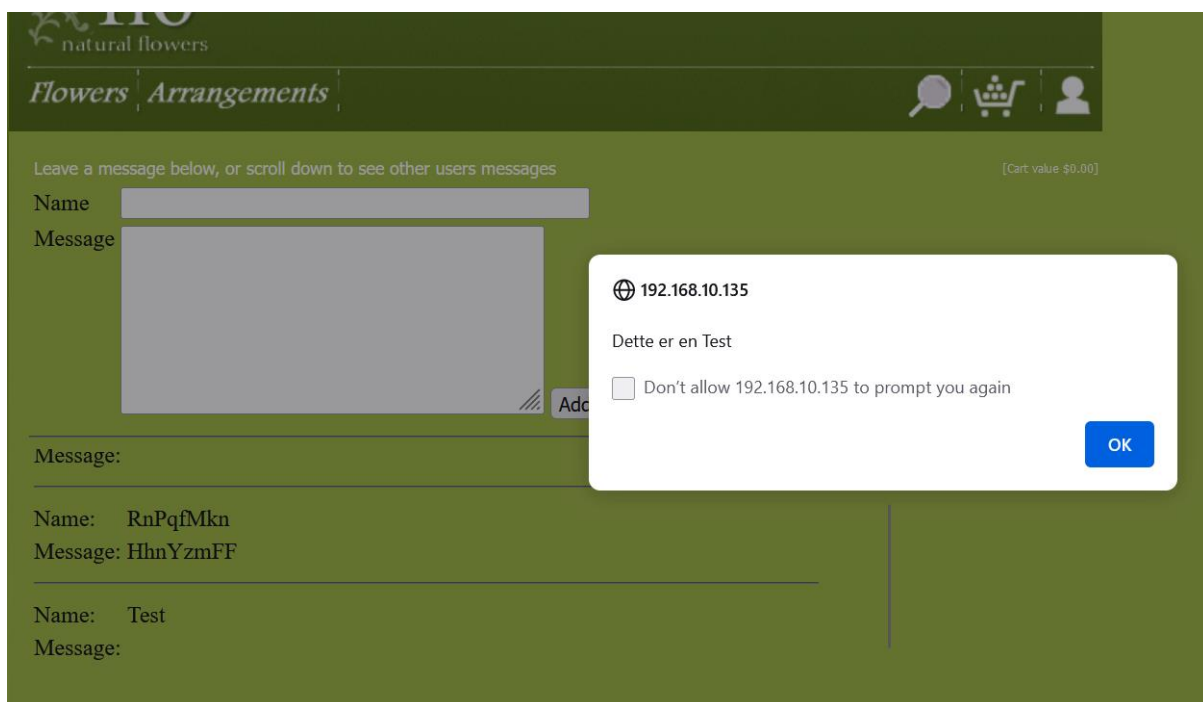 natural flowers
Flowers Arrangements
Leave a message below, or scroll down to see other users messages
[Cart value $0.00]
Name
Message
192.168.10.135
Dette er en Test
Don't allow 192.168.10.135 to prompt you again
OK
Message:
Name: RnPqfMkn
Message: HhnYzmFF
Name: Test
Message: